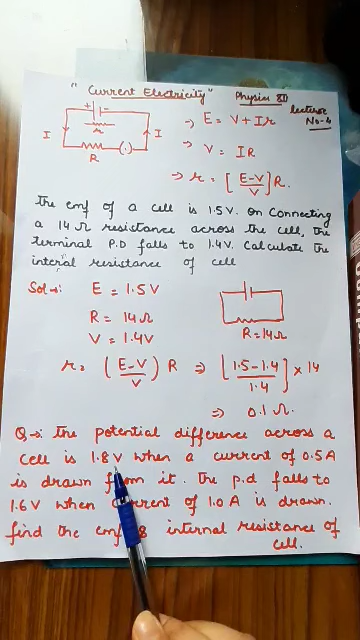 "Current Electricity" Physics XII
lecture No-4
+ -
r
I I
R
→ E = V + Ir
→ V = IR
→ r = [E-V/V] R.
The emf of a cell is 1.5V. On Connecting
a 14Ω resistance across the cell, the
terminal P.D falls to 1.4V. Calculate the
interal resistance of cell
Sol→: E = 1.5V
R = 14Ω
V = 1.4V
R = 14Ω
r = (E-V/V) R ⇒ [1.5-1.4/1.4] × 14
⇒ 0.1 Ω.
Q→: The potential difference across a
cell is 1.8V when a current of 0.5A
is drawn from it. The p.d falls to
1.6V when current of 1.0A is drawn.
find the emf & internal resistance of
cell.